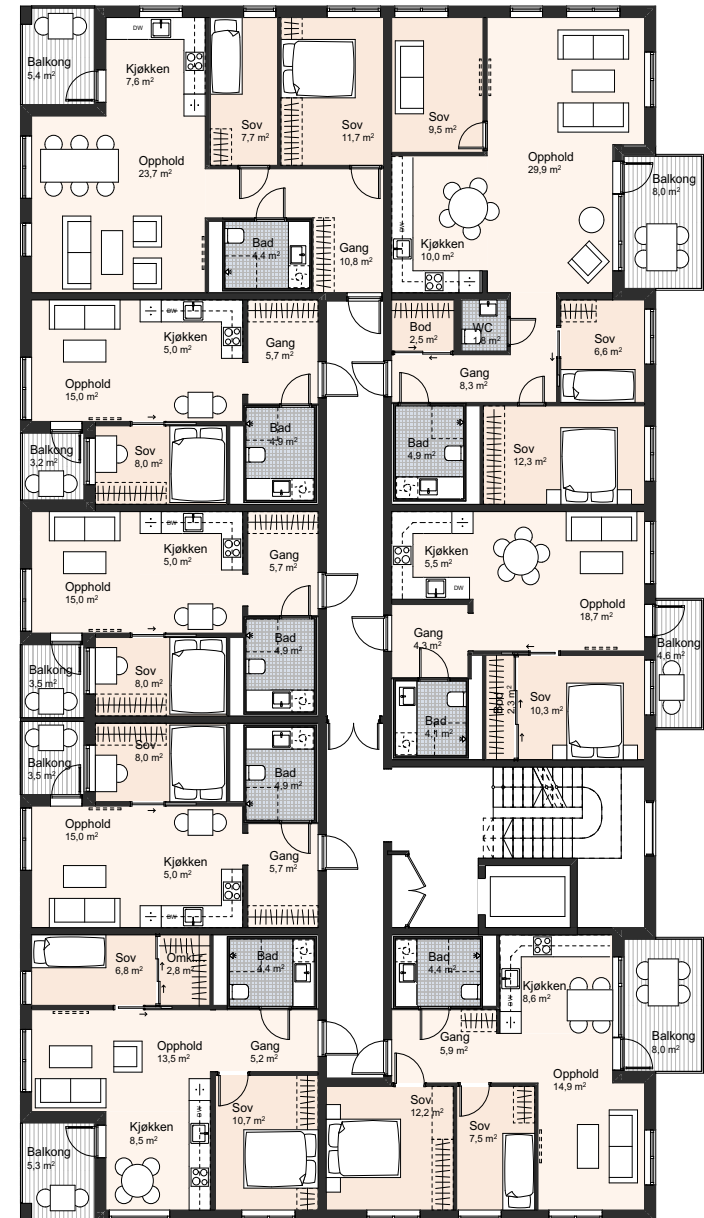 Balkong
5,4 m²
DW
Kjøkken
7,6 m²
Sov
7,7 m²
Sov
11,7 m²
Sov
9,5 m²
Opphold
23,7 m²
Opphold
29,9 m²
Balkong
8,0 m²
Bad
4,4 m²
Gang
10,8 m²
DW
Kjøkken
10,0 m²
DW
Kjøkken
5,0 m²
Gang
5,7 m²
Opphold
15,0 m²
Bod
2,5 m²
WC
1,8 m²
Sov
6,6 m²
Gang
8,3 m²
Balkong
3,2 m²
Sov
8,0 m²
Bad
4,9 m²
Bad
4,9 m²
Sov
12,3 m²
DW
Kjøkken
5,0 m²
Gang
5,7 m²
Opphold
15,0 m²
Kjøkken
5,5 m²
DW
Opphold
18,7 m²
Balkong
3,5 m²
Sov
8,0 m²
Bad
4,9 m²
Gang
4,3 m²
Balkong
4,6 m²
Bod
2,3 m²
Sov
10,3 m²
Bad
4,1 m²
Balkong
3,5 m²
Sov
8,0 m²
Bad
4,9 m²
Opphold
15,0 m²
Kjøkken
5,0 m²
DW
Gang
5,7 m²
Sov
6,8 m²
Omkl.
2,8 m²
Bad
4,4 m²
Bad
4,4 m²
Kjøkken
8,6 m²
DW
Balkong
8,0 m²
Opphold
13,5 m²
Gang
5,2 m²
Gang
5,9 m²
Opphold
14,9 m²
Kjøkken
8,5 m²
DW
Sov
10,7 m²
Sov
12,2 m²
Sov
7,5 m²
Balkong
5,3 m²